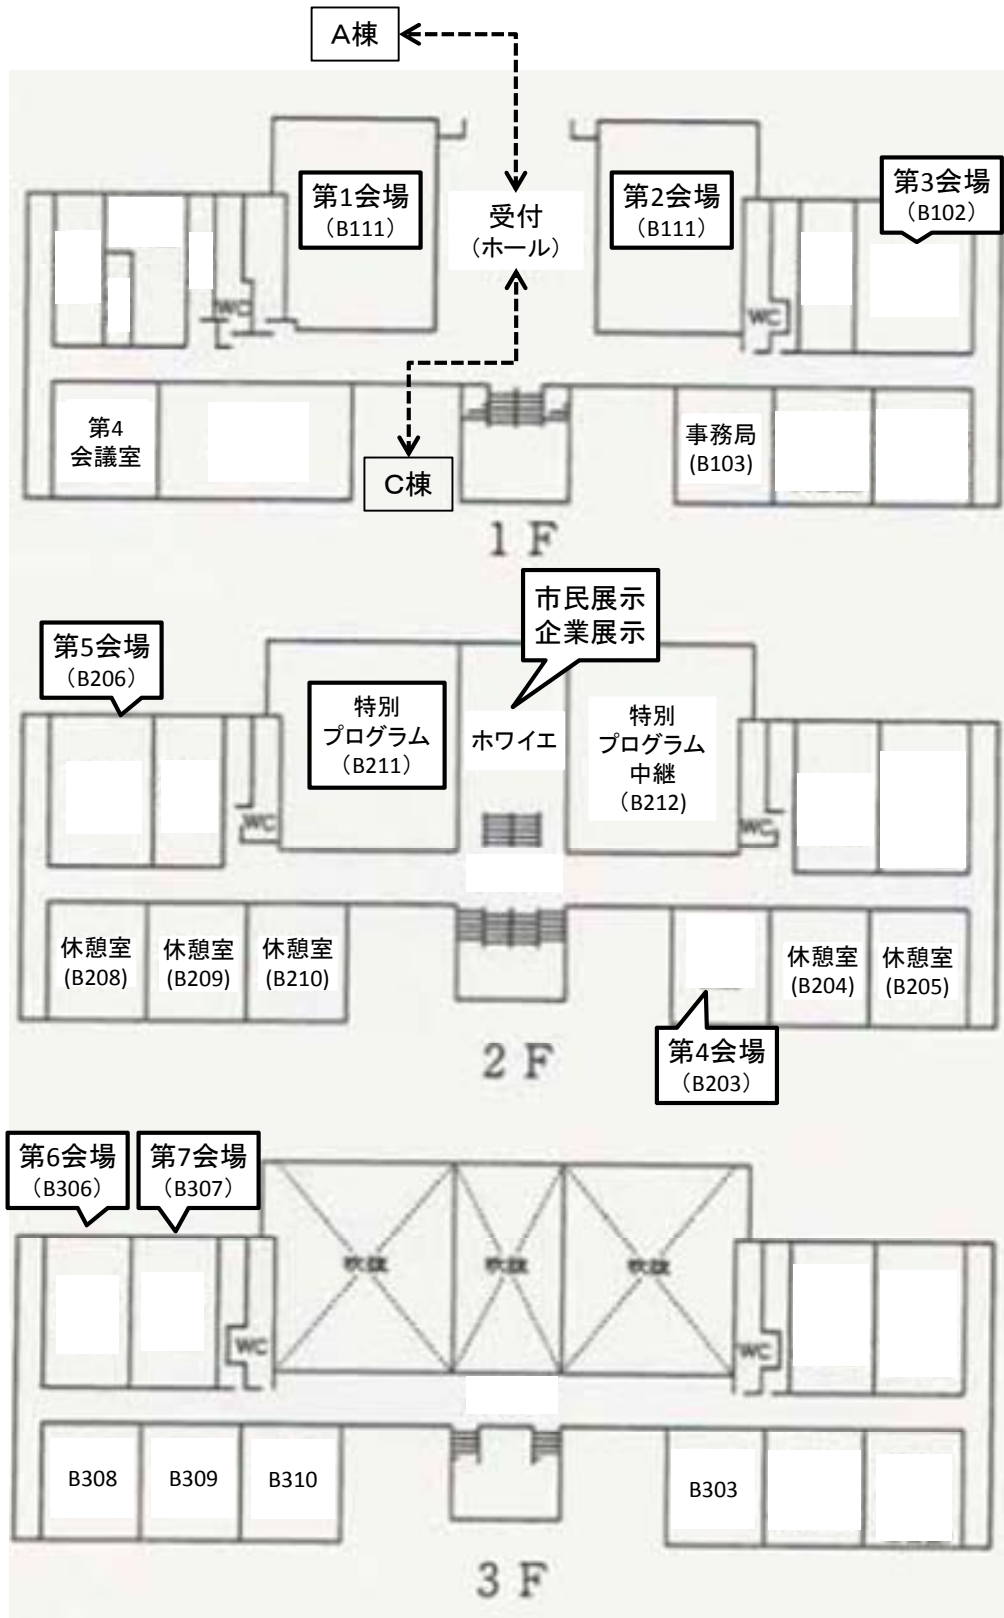 A棟
第1会場
（B111）
受付
(ホール)
第2会場
（B111）
第3会場
（B102）
WC
WC
第4
会議室
C棟
事務局
(B103)
1 F
市民展示
企業展示
第5会場
（B206）
特別
プログラム
（B211）
ホワイエ
特別
プログラム
中継
（B212)
WC
WC
休憩室
(B208)
休憩室
(B209)
休憩室
(B210)
休憩室
(B204)
休憩室
(B205)
第4会場
（B203）
2 F
第6会場
（B306）
第7会場
（B307）
吹抜
吹抜
吹抜
WC
WC
B308
B309
B310
B303
3 F